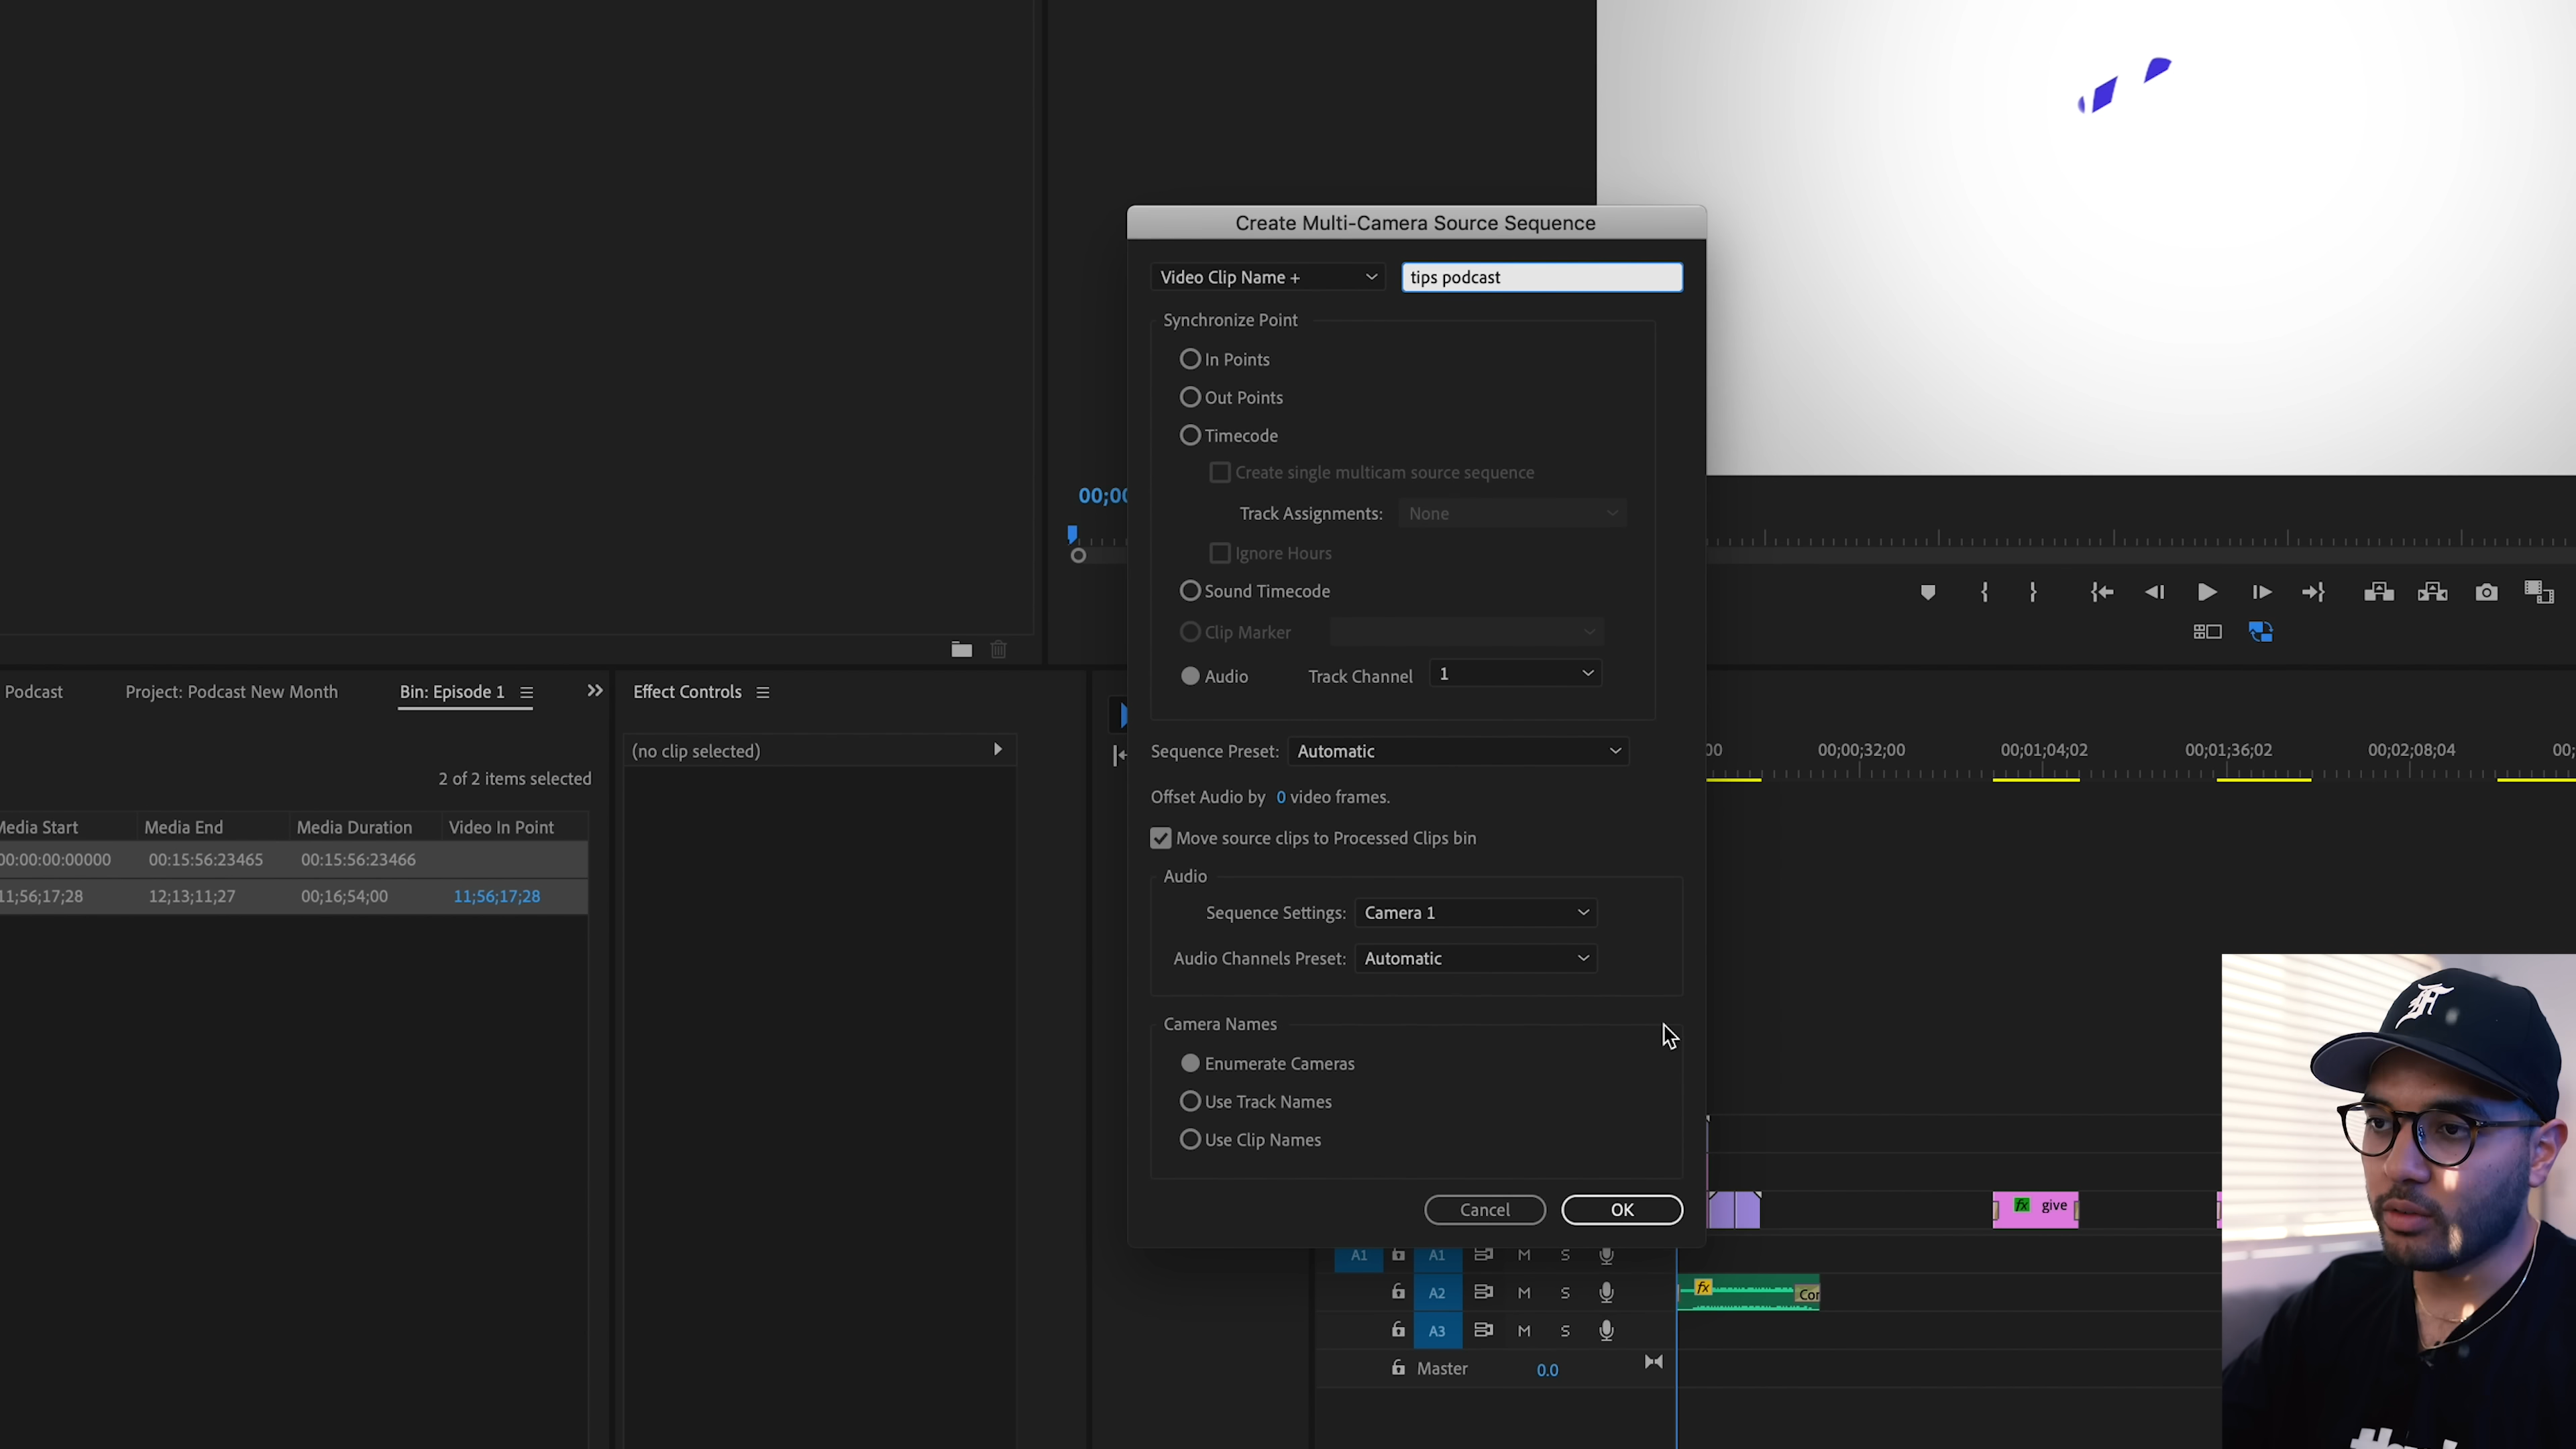 Create Multi-Camera Source Sequence
Video Clip Name +
tips podcast
Synchronize Point
In Points
Out Points
Timecode
Create single multicam source sequence
Track Assignments: None
Ignore Hours
Sound Timecode
Clip Marker
Audio Track Channel 1
Sequence Preset: Automatic
Offset Audio by 0 video frames.
Move source clips to Processed Clips bin
Audio
Sequence Settings: Camera 1
Audio Channels Preset: Automatic
Camera Names
Enumerate Cameras
Use Track Names
Use Clip Names
Cancel OK
00;00
Podcast Project: Podcast New Month Bin: Episode 1
2 of 2 items selected
Media Start Media End Media Duration Video In Point
00:00:00:00000 00:15:56:23465 00:15:56:23466
11;56;17;28 12;13;11;27 00;16;54;00 11;56;17;28
Effect Controls
(no clip selected)
00 00;00;32;00 00;01;04;02 00;01;36;02 00;02;08;04 00;
fx give
A1 A1 M S
A2 M S
fx Con
A3 M S
Master 0.0